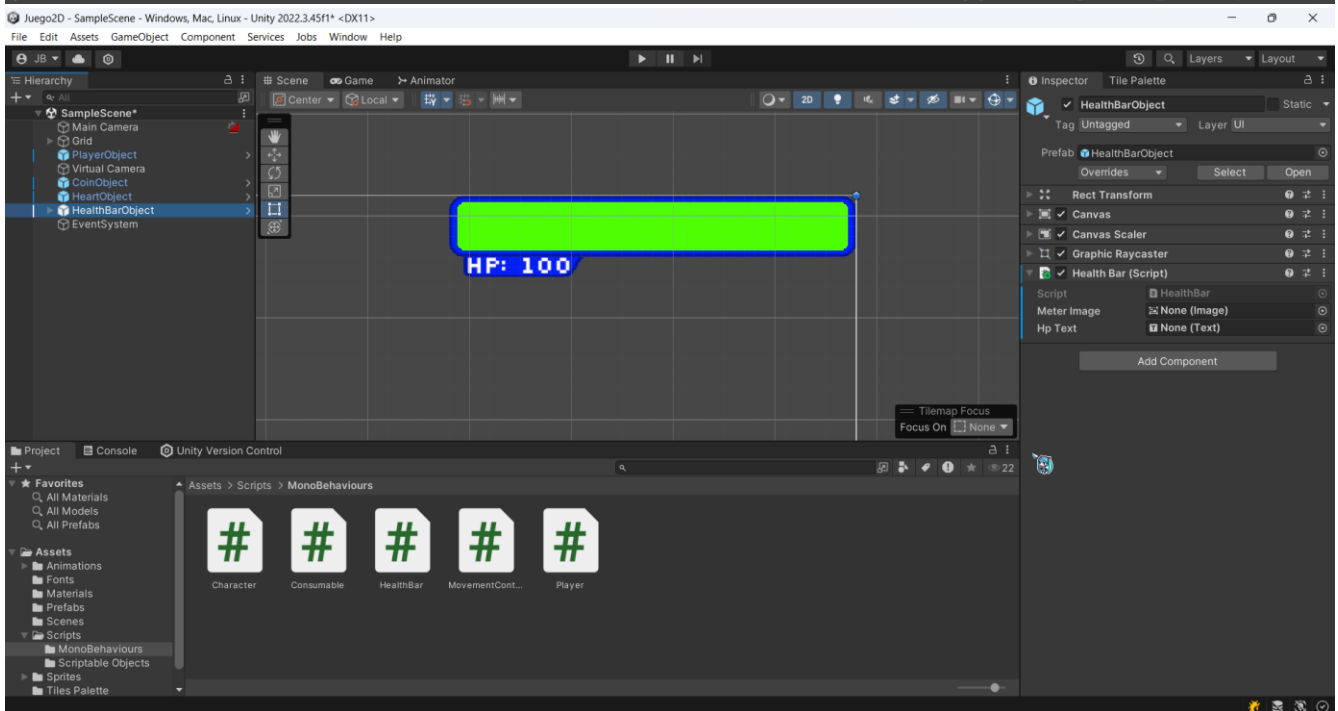 Juego2D - SampleScene - Windows, Mac, Linux - Unity 2022.3.45f1* <DX11>
File Edit Assets GameObject Component Services Jobs Window Help
JB
Layers
Layout
Hierarchy
All
SampleScene*
Main Camera
Grid
PlayerObject
Virtual Camera
CoinObject
HeartObject
HealthBarObject
EventSystem
Scene Game Animator
Center Local 2D
HP: 100
Tilemap Focus
Focus On None
Inspector Tile Palette
HealthBarObject Static
Tag Untagged Layer UI
Prefab HealthBarObject
Overrides Select Open
Rect Transform
Canvas
Canvas Scaler
Graphic Raycaster
Health Bar (Script)
Script HealthBar
Meter Image None (Image)
Hp Text None (Text)
Add Component
Project Console Unity Version Control
22
Favorites
All Materials
All Models
All Prefabs
Assets
Animations
Fonts
Materials
Prefabs
Scenes
Scripts
MonoBehaviours
Scriptable Objects
Sprites
Tiles Palette
Assets > Scripts > MonoBehaviours
# # # # #
Character Consumable HealthBar MovementCont... Player